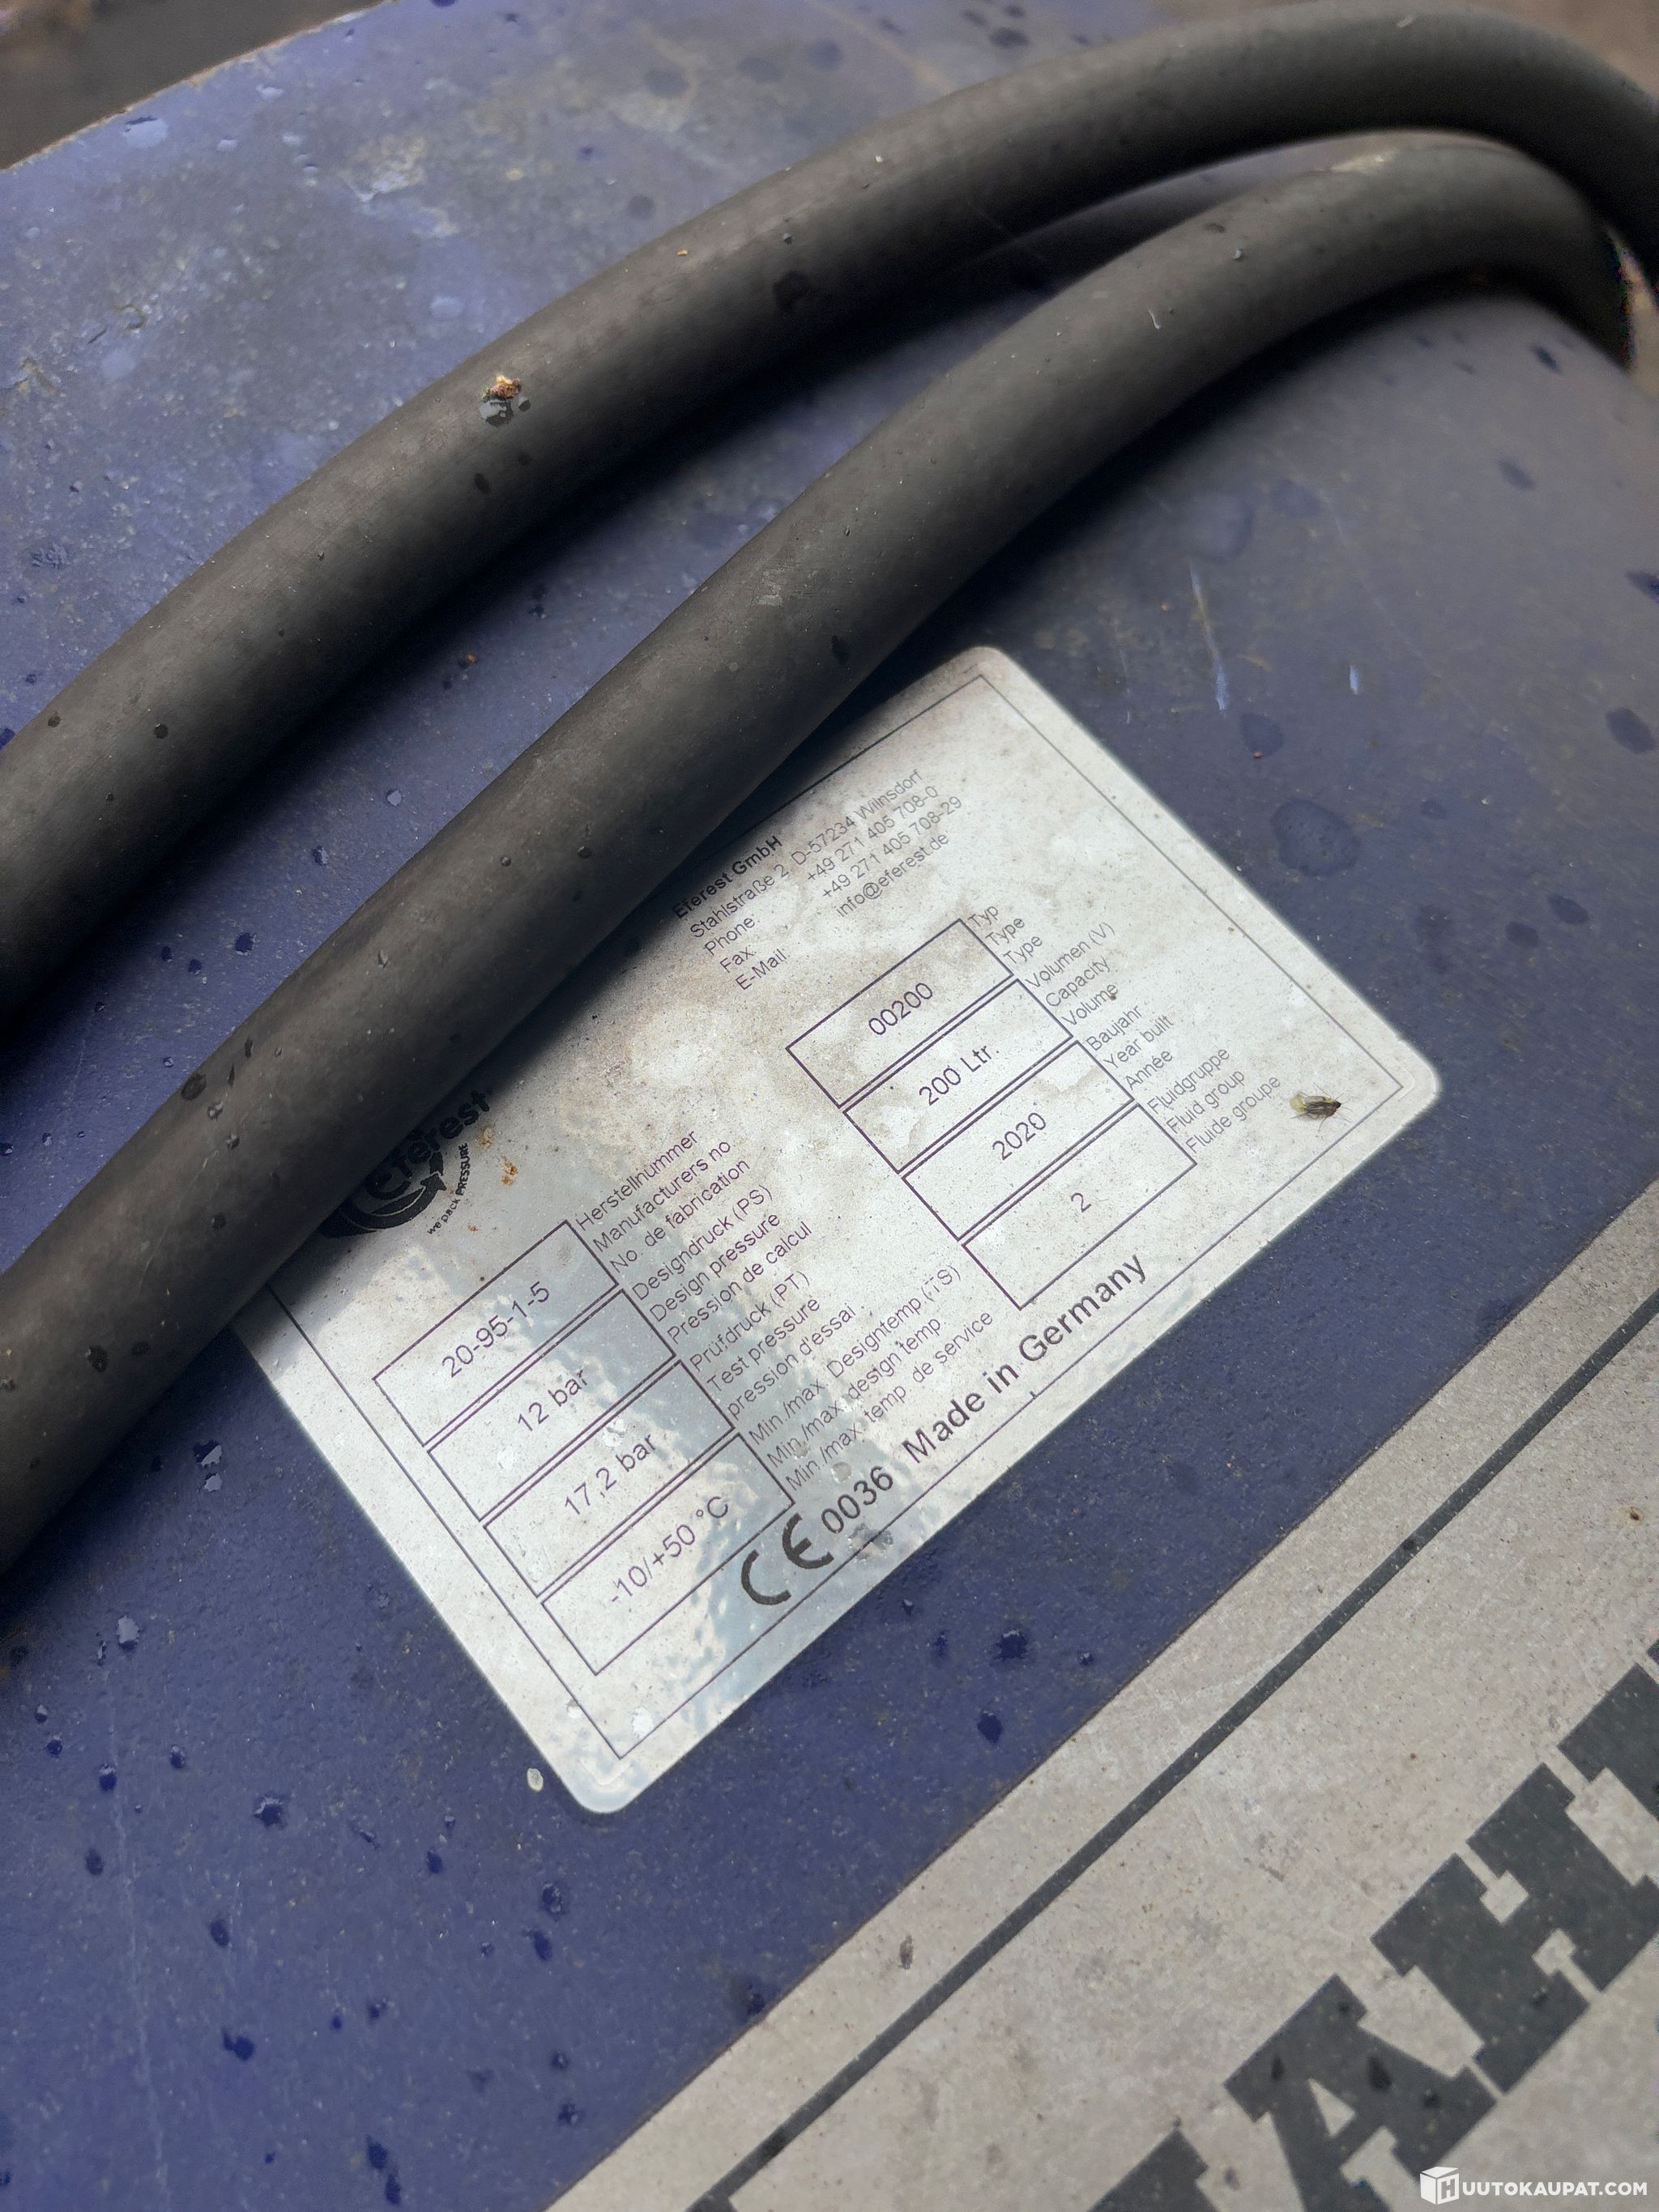 Eferest GmbH
Stahlstraße 2, D-57234 Wilnsdorf
Phone: +49 271 405 708-0
Fax: +49 271 405 708-29
E-Mail: info@eferest.de
eferest
we pack PRESSURE
20-95-1-5
Herstellnummer
Manufacturers no
No. de fabrication
12 bar
Designdruck (PS)
Design pressure
Pression de calcul
17,2 bar
Prüfdruck (PT)
Test pressure
pression d'essai
-10/+50 °C
Min./max. Designtemp.(TS)
Min./max. design temp.
Min./max. temp. de service
00200
Typ
Type
Type
200 Ltr.
Volumen (V)
Capacity
Volume
2020
Baujahr
Year built
Année
2
Fluidgruppe
Fluid group
Fluide groupe
CE 0036 Made in Germany
HUUTOKAUPAT.COM